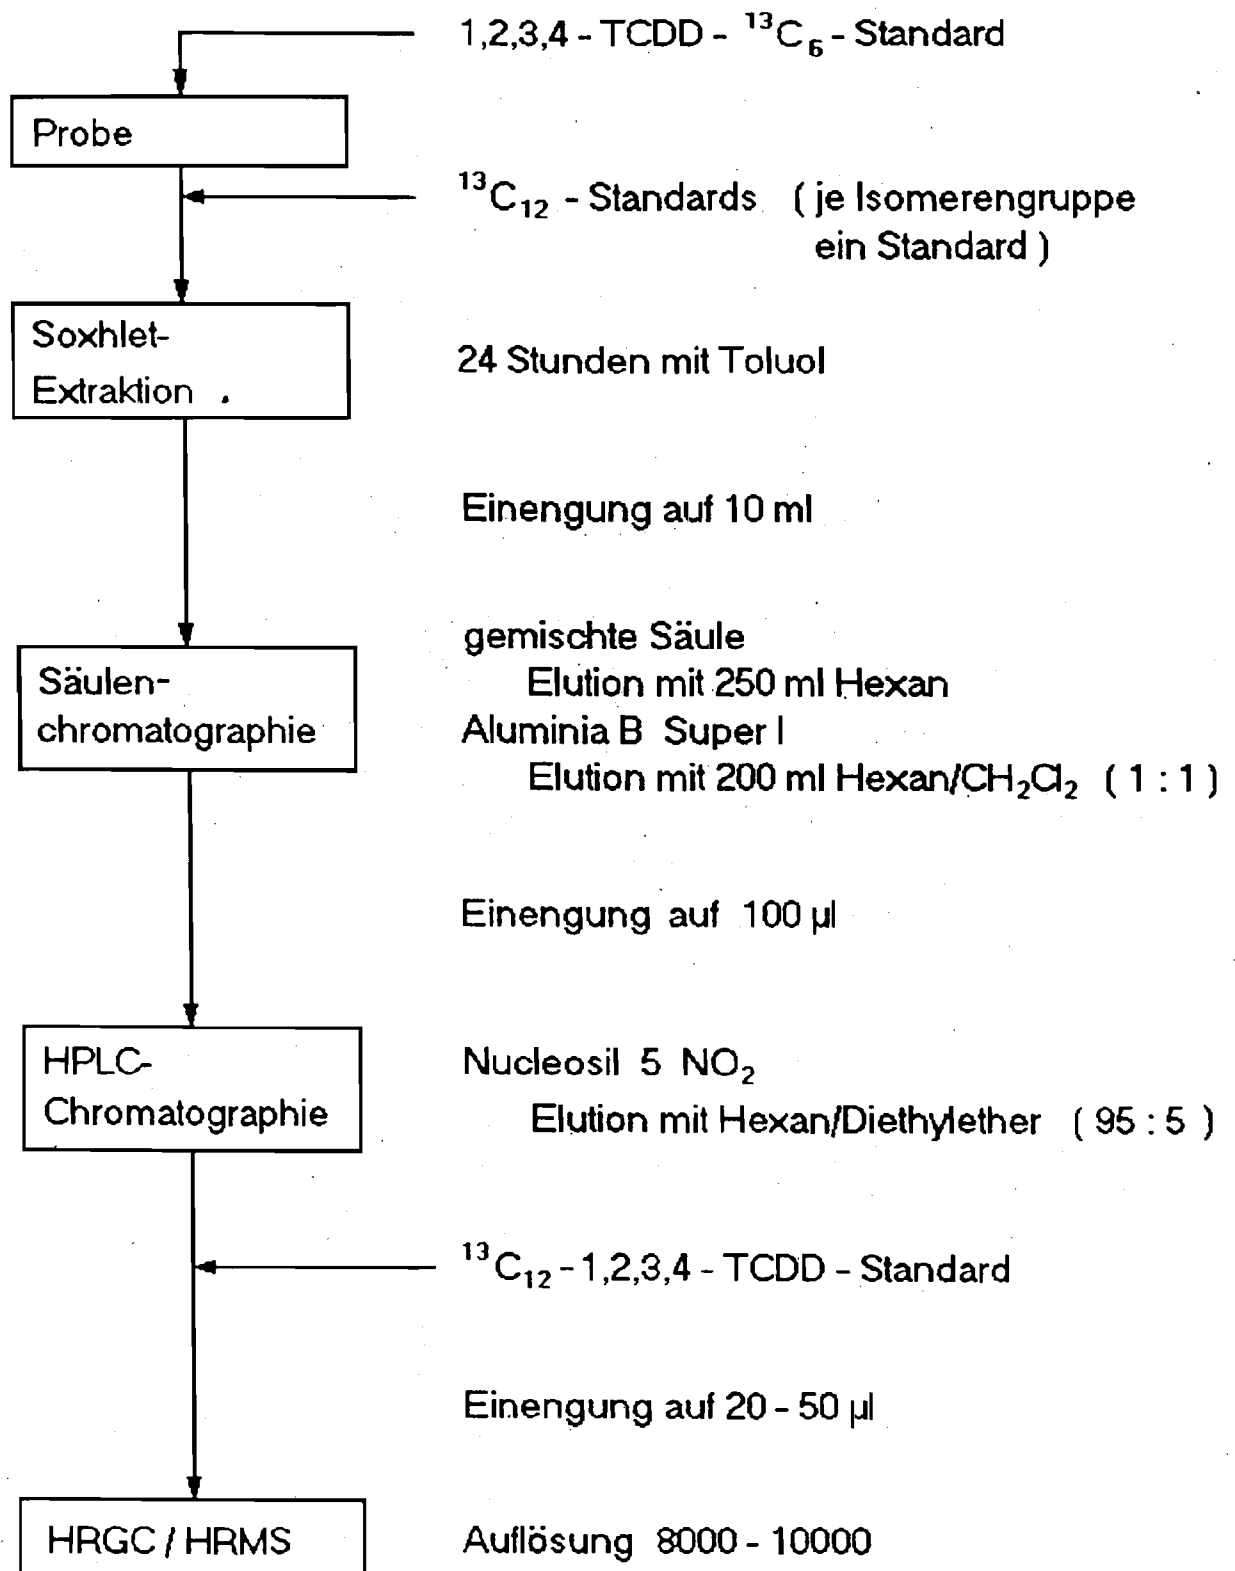 1,2,3,4 - TCDD - ¹³C₆ - Standard
Probe
¹³C₁₂ - Standards ( je Isomerengruppe
ein Standard )
Soxhlet-
Extraktion .
24 Stunden mit Toluol
Einengung auf 10 ml
gemischte Säule
Säulen-
chromatographie
Elution mit 250 ml Hexan
Aluminia B Super I
Elution mit 200 ml Hexan/CH₂Cl₂ ( 1 : 1 )
Einengung auf 100 µl
HPLC-
Chromatographie
Nucleosil 5 NO₂
Elution mit Hexan/Diethylether ( 95 : 5 )
¹³C₁₂ - 1,2,3,4 - TCDD - Standard
Einengung auf 20 - 50 µl
HRGC / HRMS
Auflösung 8000 - 10000